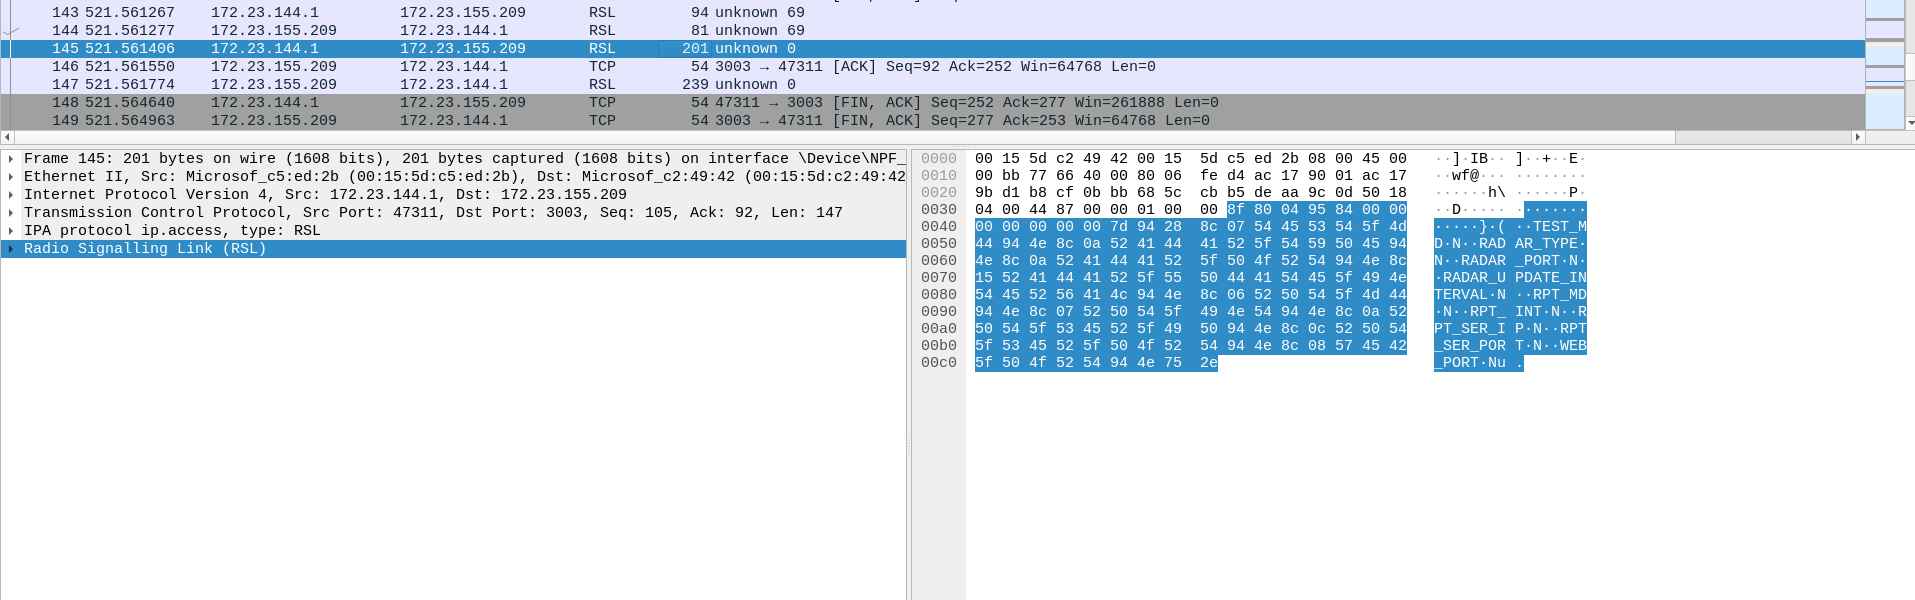 143 521.561267 172.23.144.1 172.23.155.209 RSL 94 unknown 69
144 521.561277 172.23.155.209 172.23.144.1 RSL 81 unknown 69
145 521.561406 172.23.144.1 172.23.155.209 RSL 201 unknown 0
146 521.561550 172.23.155.209 172.23.144.1 TCP 54 3003 → 47311 [ACK] Seq=92 Ack=252 Win=64768 Len=0
147 521.561774 172.23.155.209 172.23.144.1 RSL 239 unknown 0
148 521.564640 172.23.144.1 172.23.155.209 TCP 54 47311 → 3003 [FIN, ACK] Seq=252 Ack=277 Win=261888 Len=0
149 521.564963 172.23.155.209 172.23.144.1 TCP 54 3003 → 47311 [FIN, ACK] Seq=277 Ack=253 Win=64768 Len=0
Frame 145: 201 bytes on wire (1608 bits), 201 bytes captured (1608 bits) on interface \Device\NPF_
Ethernet II, Src: Microsof_c5:ed:2b (00:15:5d:c5:ed:2b), Dst: Microsof_c2:49:42 (00:15:5d:c2:49:42
Internet Protocol Version 4, Src: 172.23.144.1, Dst: 172.23.155.209
Transmission Control Protocol, Src Port: 47311, Dst Port: 3003, Seq: 105, Ack: 92, Len: 147
IPA protocol ip.access, type: RSL
Radio Signalling Link (RSL)
0000 00 15 5d c2 49 42 00 15 5d c5 ed 2b 08 00 45 00 ··]·IB·· ]··+··E·
0010 00 bb 77 66 40 00 80 06 fe d4 ac 17 90 01 ac 17 ··wf@··· ········
0020 9b d1 b8 cf 0b bb 68 5c cb b5 de aa 9c 0d 50 18 ······h\ ······P·
0030 04 00 44 87 00 00 01 00 00 8f 80 04 95 84 00 00 ··D····· ········
0040 00 00 00 00 00 7d 94 28 8c 07 54 45 53 54 5f 4d ·····}·( ··TEST_M
0050 44 94 4e 8c 0a 52 41 44 41 52 5f 54 59 50 45 94 D·N··RAD AR_TYPE·
0060 4e 8c 0a 52 41 44 41 52 5f 50 4f 52 54 94 4e 8c N··RADAR _PORT·N·
0070 15 52 41 44 41 52 5f 55 50 44 41 54 45 5f 49 4e ·RADAR_U PDATE_IN
0080 54 45 52 56 41 4c 94 4e 8c 06 52 50 54 5f 4d 44 TERVAL·N ··RPT_MD
0090 94 4e 8c 07 52 50 54 5f 49 4e 54 94 4e 8c 0a 52 ·N··RPT_ INT·N··R
00a0 50 54 5f 53 45 52 5f 49 50 94 4e 8c 0c 52 50 54 PT_SER_I P·N··RPT
00b0 5f 53 45 52 5f 50 4f 52 54 94 4e 8c 08 57 45 42 _SER_POR T·N··WEB
00c0 5f 50 4f 52 54 94 4e 75 2e _PORT·Nu .